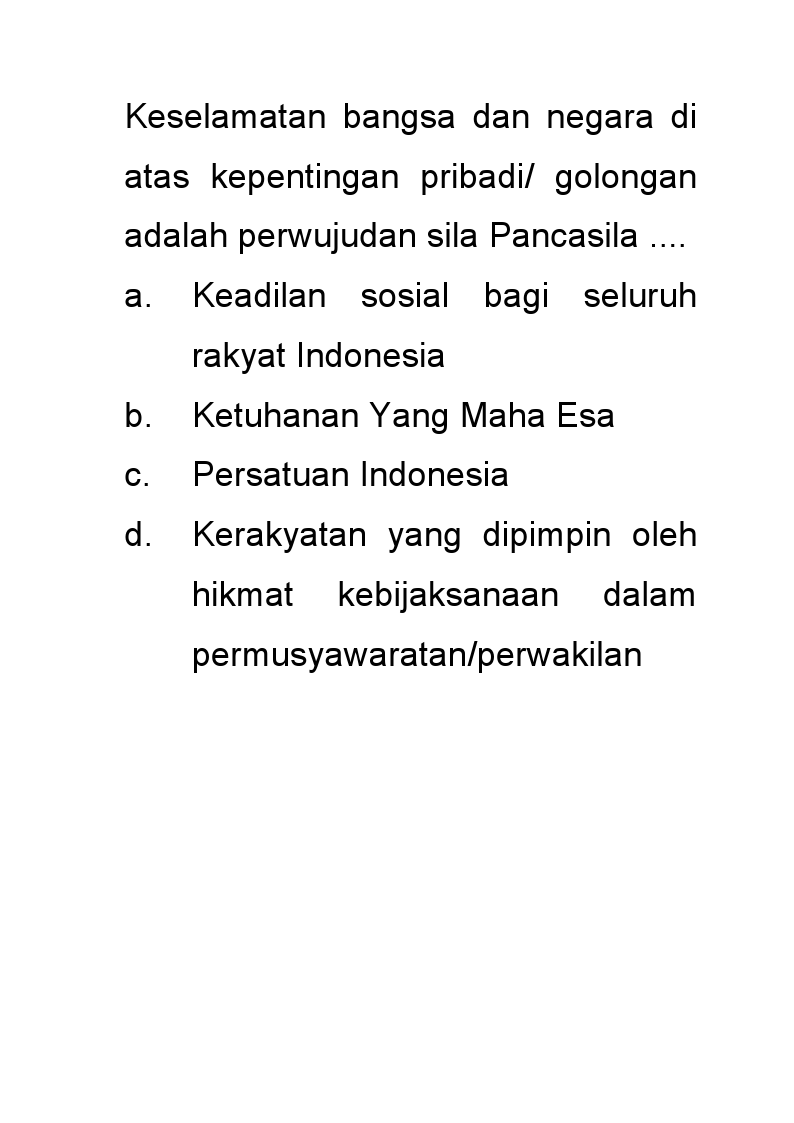 Keselamatan bangsa dan negara di
atas kepentingan pribadi/ golongan
adalah perwujudan sila Pancasila ....
a. Keadilan sosial bagi seluruh
rakyat Indonesia
b. Ketuhanan Yang Maha Esa
c. Persatuan Indonesia
d. Kerakyatan yang dipimpin oleh
hikmat kebijaksanaan dalam
permusyawaratan/perwakilan